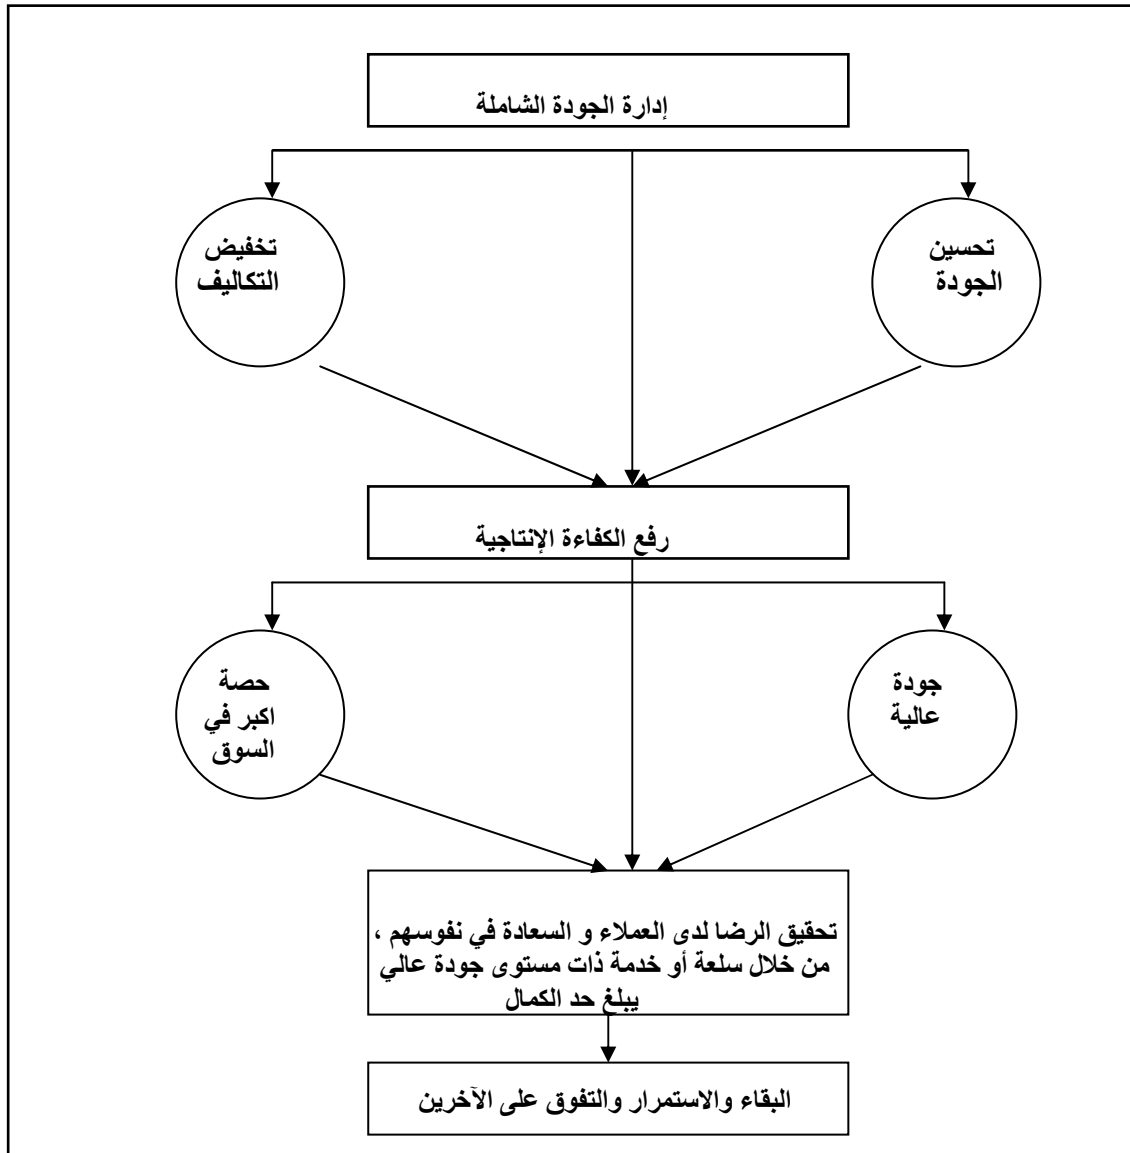 إدارة الجودة الشاملة
تحسين
الجودة
تخفيض
التكاليف
رفع الكفاءة الإنتاجية
جودة
عالية
حصة
اكبر في
السوق
تحقيق الرضا لدى العملاء و السعادة في نفوسهم ،
من خلال سلعة أو خدمة ذات مستوى جودة عالي
يبلغ حد الكمال
البقاء والاستمرار والتفوق على الآخرين